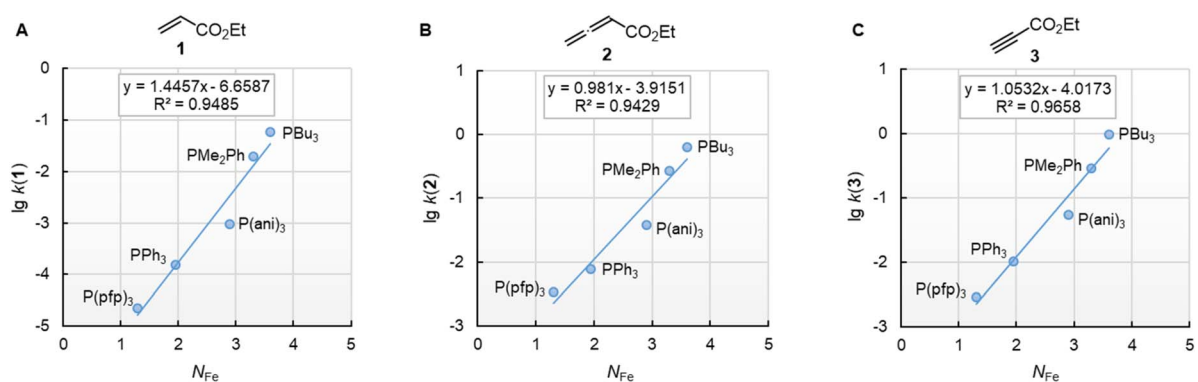 A
CO₂Et
1
y = 1.4457x - 6.6587
R² = 0.9485
PBu₃
PMe₂Ph
P(ani)₃
PPh₃
P(pfp)₃
lg k(1)
0
-1
-2
-3
-4
-5
0 1 2 3 4 5
N_Fe
B
CO₂Et
2
y = 0.981x - 3.9151
R² = 0.9429
PBu₃
PMe₂Ph
P(ani)₃
PPh₃
P(pfp)₃
lg k(2)
1
0
-1
-2
-3
0 1 2 3 4 5
N_Fe
C
CO₂Et
3
y = 1.0532x - 4.0173
R² = 0.9658
PBu₃
PMe₂Ph
P(ani)₃
PPh₃
P(pfp)₃
lg k(3)
1
0
-1
-2
-3
0 1 2 3 4 5
N_Fe